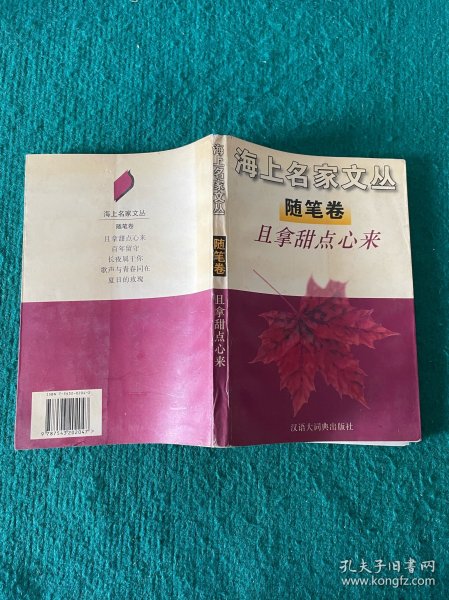 海上名家文丛
随笔卷
且拿甜点心来
汉语大词典出版社
海上名家文丛
随笔卷
且拿甜点心来
海上名家文丛
随笔卷
且拿甜点心来
百年留守
长夜属于你
歌声与青春同在
夏日的玫瑰
孔夫子旧书网
www.kongfz.com